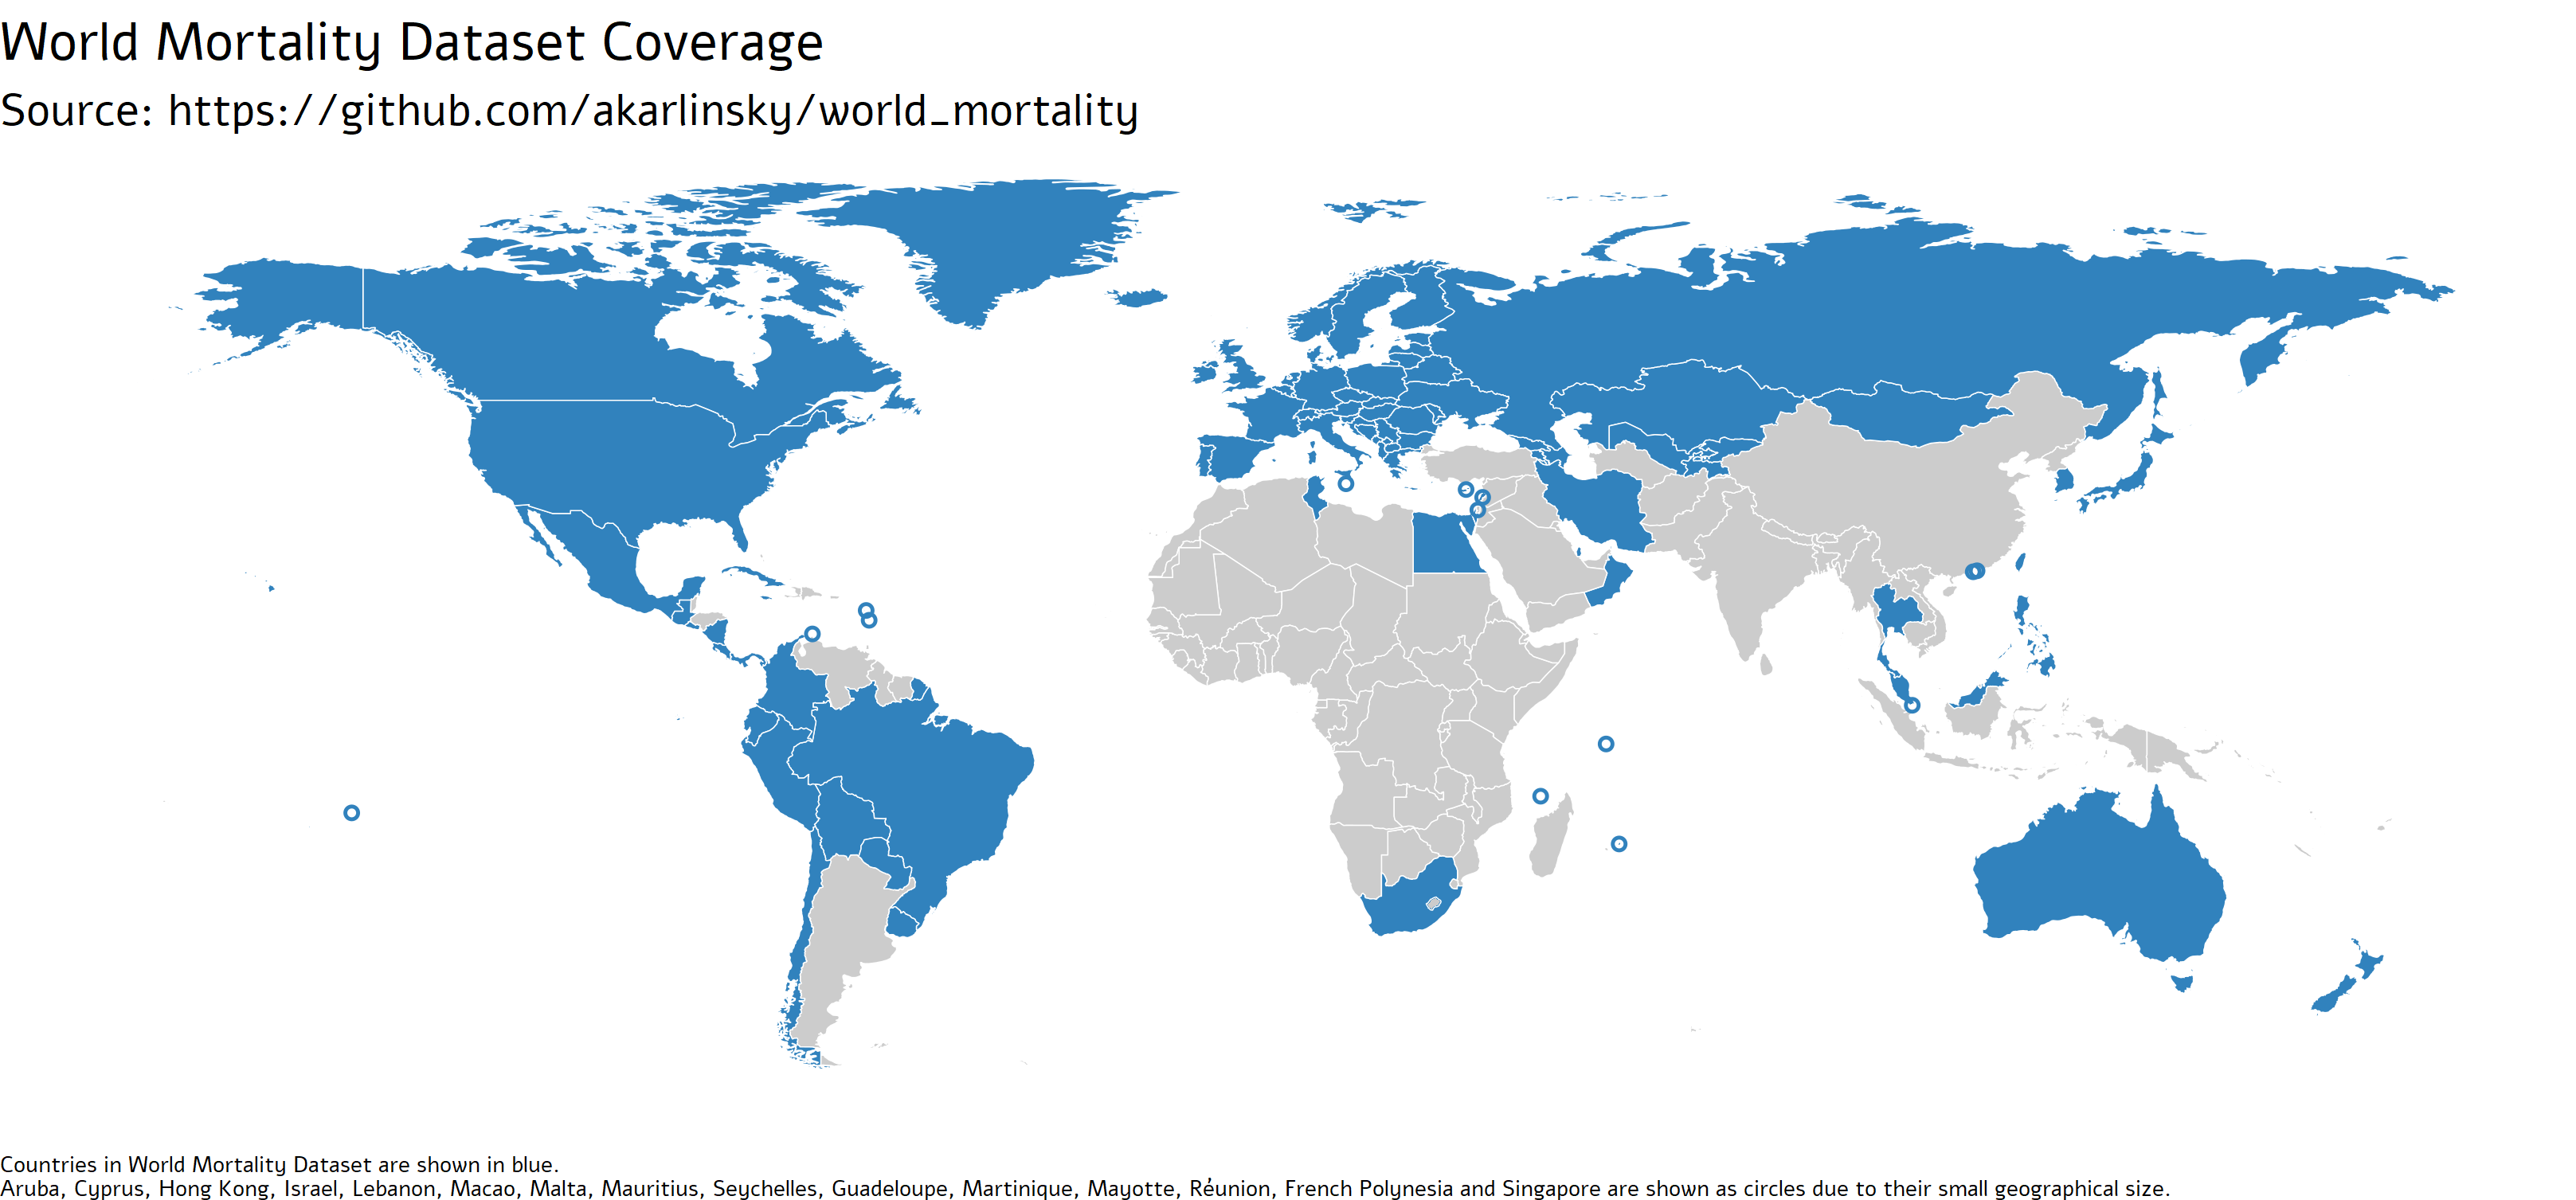 World Mortality Dataset Coverage
Source: https://github.com/akarlinsky/world_mortality
Countries in World Mortality Dataset are shown in blue.
Aruba, Cyprus, Hong Kong, Israel, Lebanon, Macao, Malta, Mauritius, Seychelles, Guadeloupe, Martinique, Mayotte, Réunion, French Polynesia and Singapore are shown as circles due to their small geographical size.